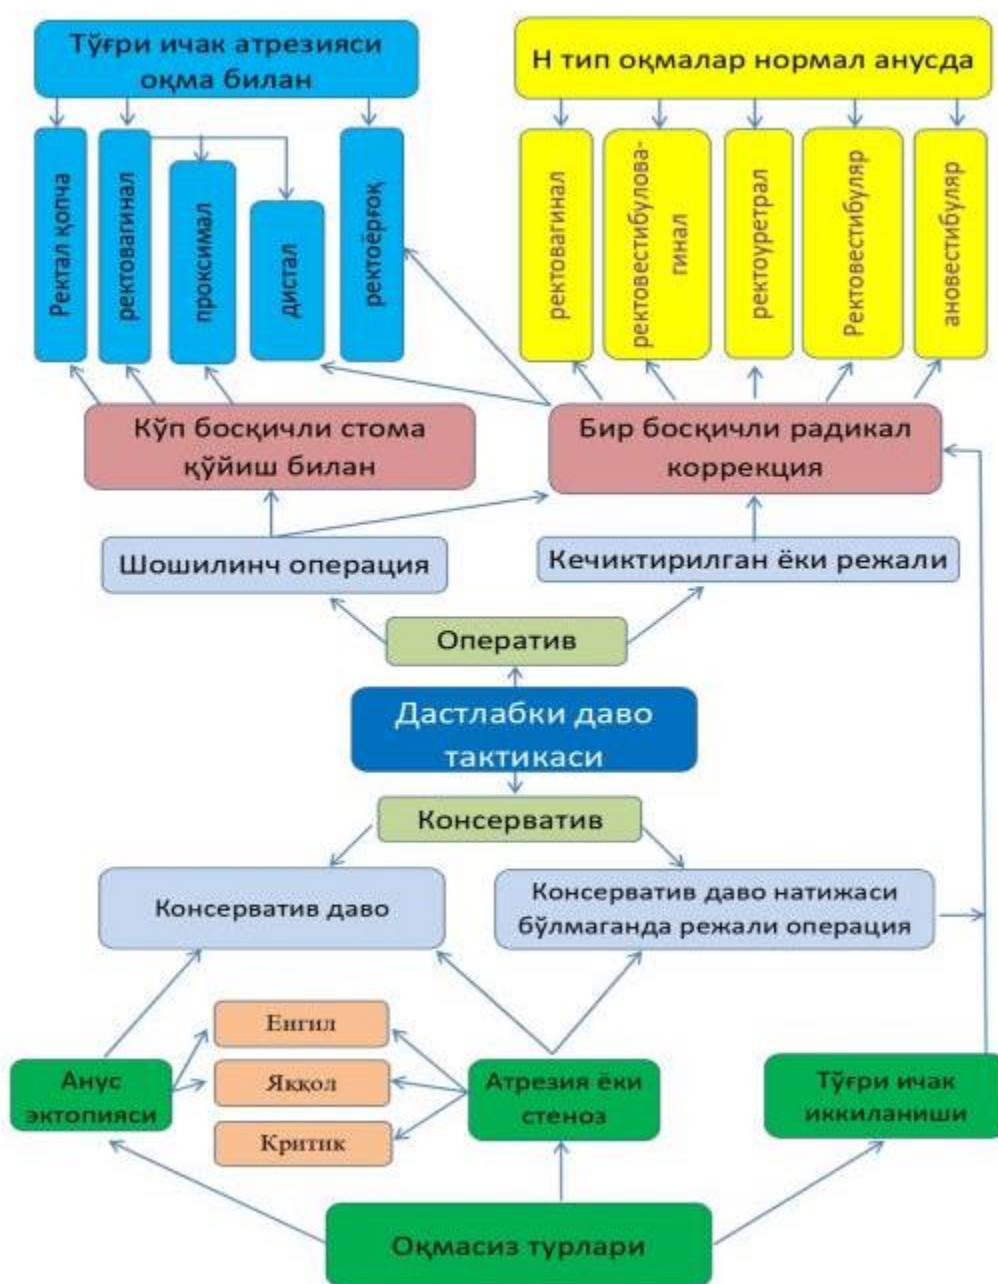 Тўғри ичак атрезияси
оқма билан
Н тип оқмалар нормал анусда
Ректал қопча
ректовагинал
проксимал
дистал
ректоёрғоқ
ректовагинал
ректовестибулова-
гинал
ректоуретрал
Ректовестибуляр
ановестибуляр
Кўп босқичли стома
қўйиш билан
Бир босқичли радикал
коррекция
Шошилинч операция
Кечиктирилган ёки режали
Оператив
Дастлабки даво
тактикаси
Консерватив
Консерватив даво
Консерватив даво натижаси
бўлмаганда режали операция
Енгил
Яққол
Критик
Анус
эктопияси
Атрезия ёки
стеноз
Тўғри ичак
иккиланиши
Оқмасиз турлари